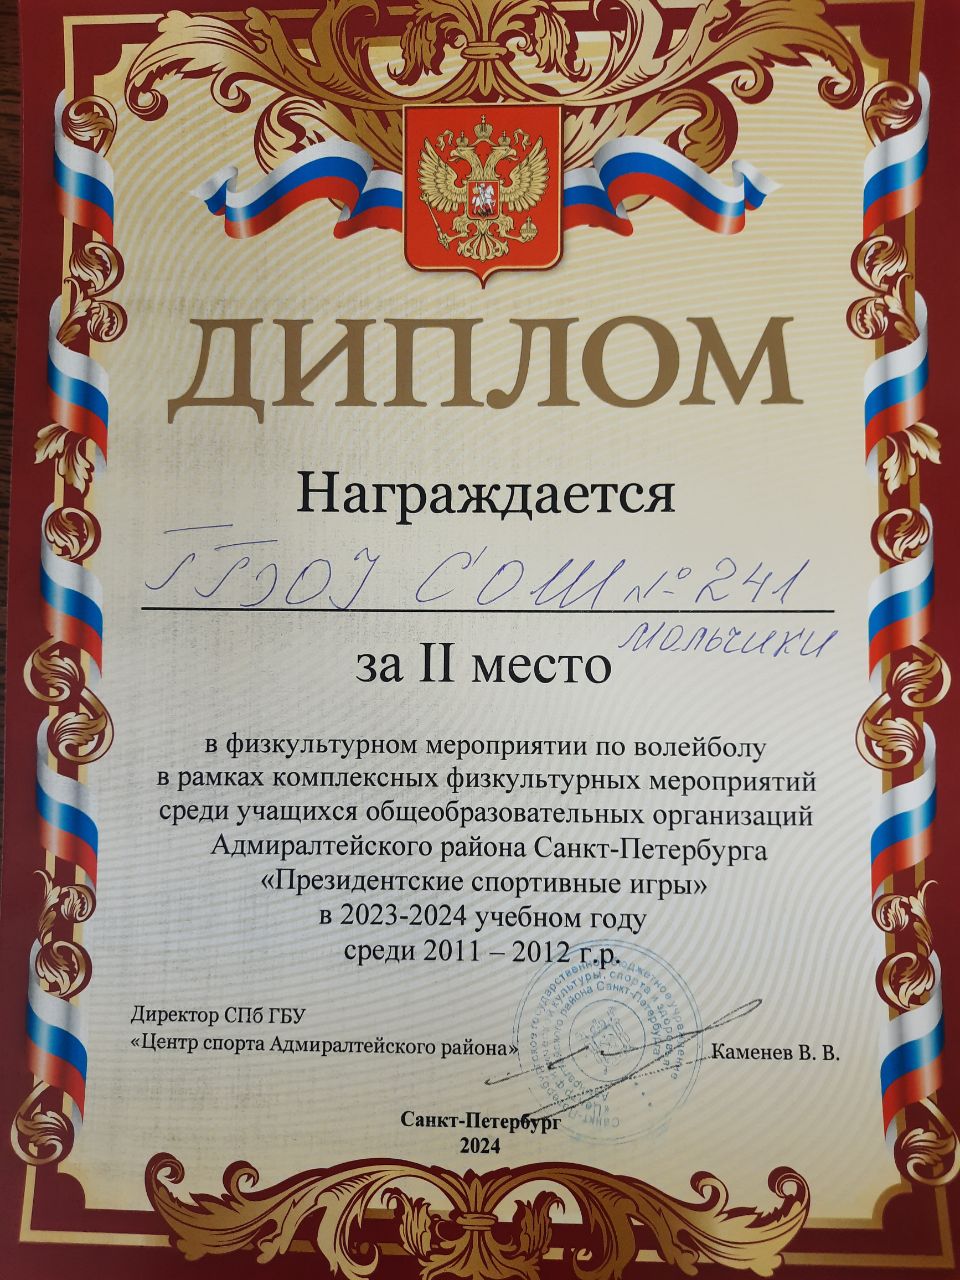 ДИПЛОМ
Награждается
ГБОУ СОШ № 241
мальчики
за II место
в физкультурном мероприятии по волейболу
в рамках комплексных физкультурных мероприятий
среди учащихся общеобразовательных организаций
Адмиралтейского района Санкт-Петербурга
«Президентские спортивные игры»
в 2023-2024 учебном году
среди 2011 – 2012 г.р.
Директор СПб ГБУ
«Центр спорта Адмиралтейского района»
Каменев В. В.
Санкт-Петербург
2024